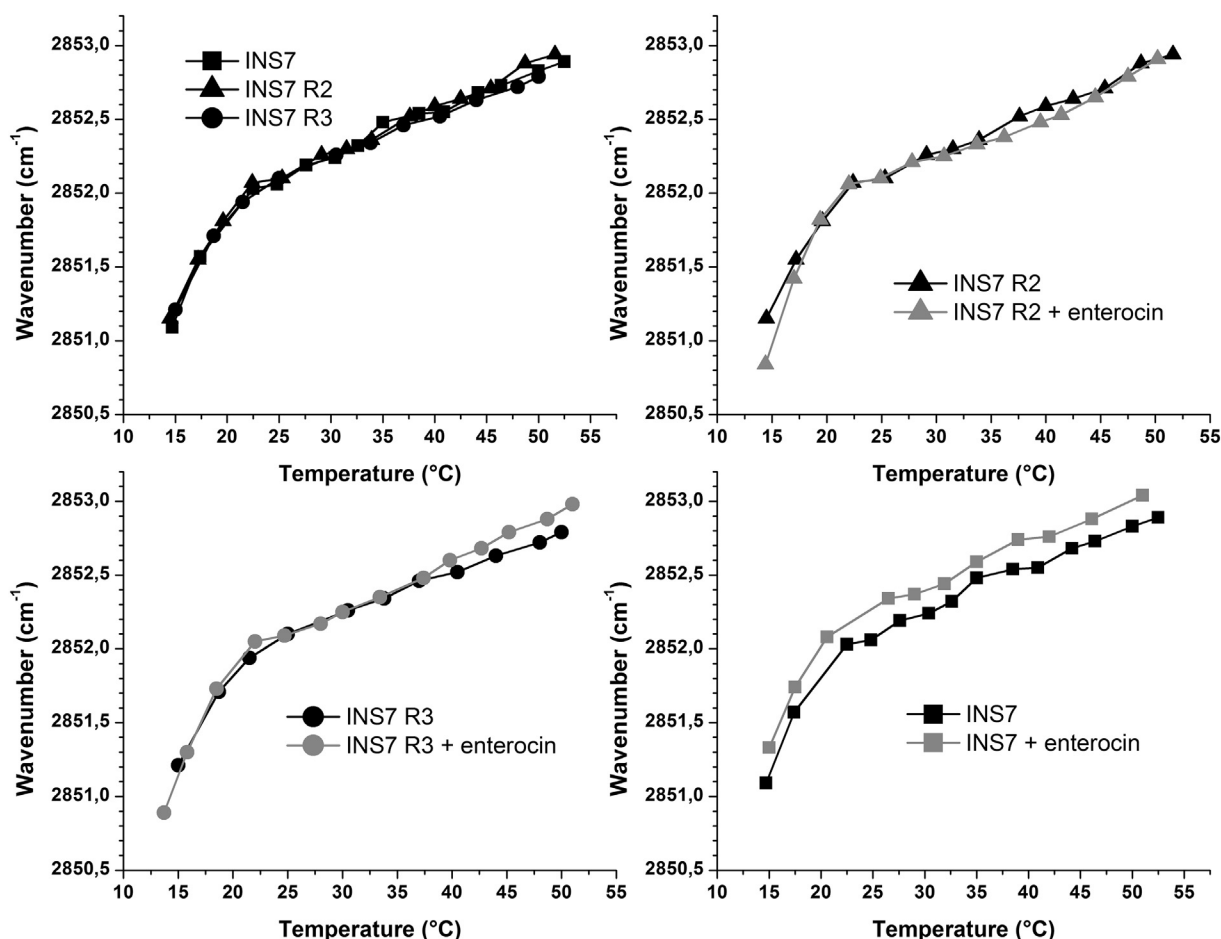 2853,0
2852,5
2852,0
2851,5
2851,0
2850,5
Wavenumber (cm-1)
INS7
INS7 R2
INS7 R3
10 15 20 25 30 35 40 45 50 55
Temperature (°C)
2853,0
2852,5
2852,0
2851,5
2851,0
2850,5
Wavenumber (cm-1)
INS7 R2
INS7 R2 + enterocin
10 15 20 25 30 35 40 45 50 55
Temperature (°C)
2853,0
2852,5
2852,0
2851,5
2851,0
2850,5
Wavenumber (cm-1)
INS7 R3
INS7 R3 + enterocin
10 15 20 25 30 35 40 45 50 55
Temperature (°C)
2853,0
2852,5
2852,0
2851,5
2851,0
2850,5
Wavenumber (cm-1)
INS7
INS7 + enterocin
10 15 20 25 30 35 40 45 50 55
Temperature (°C)